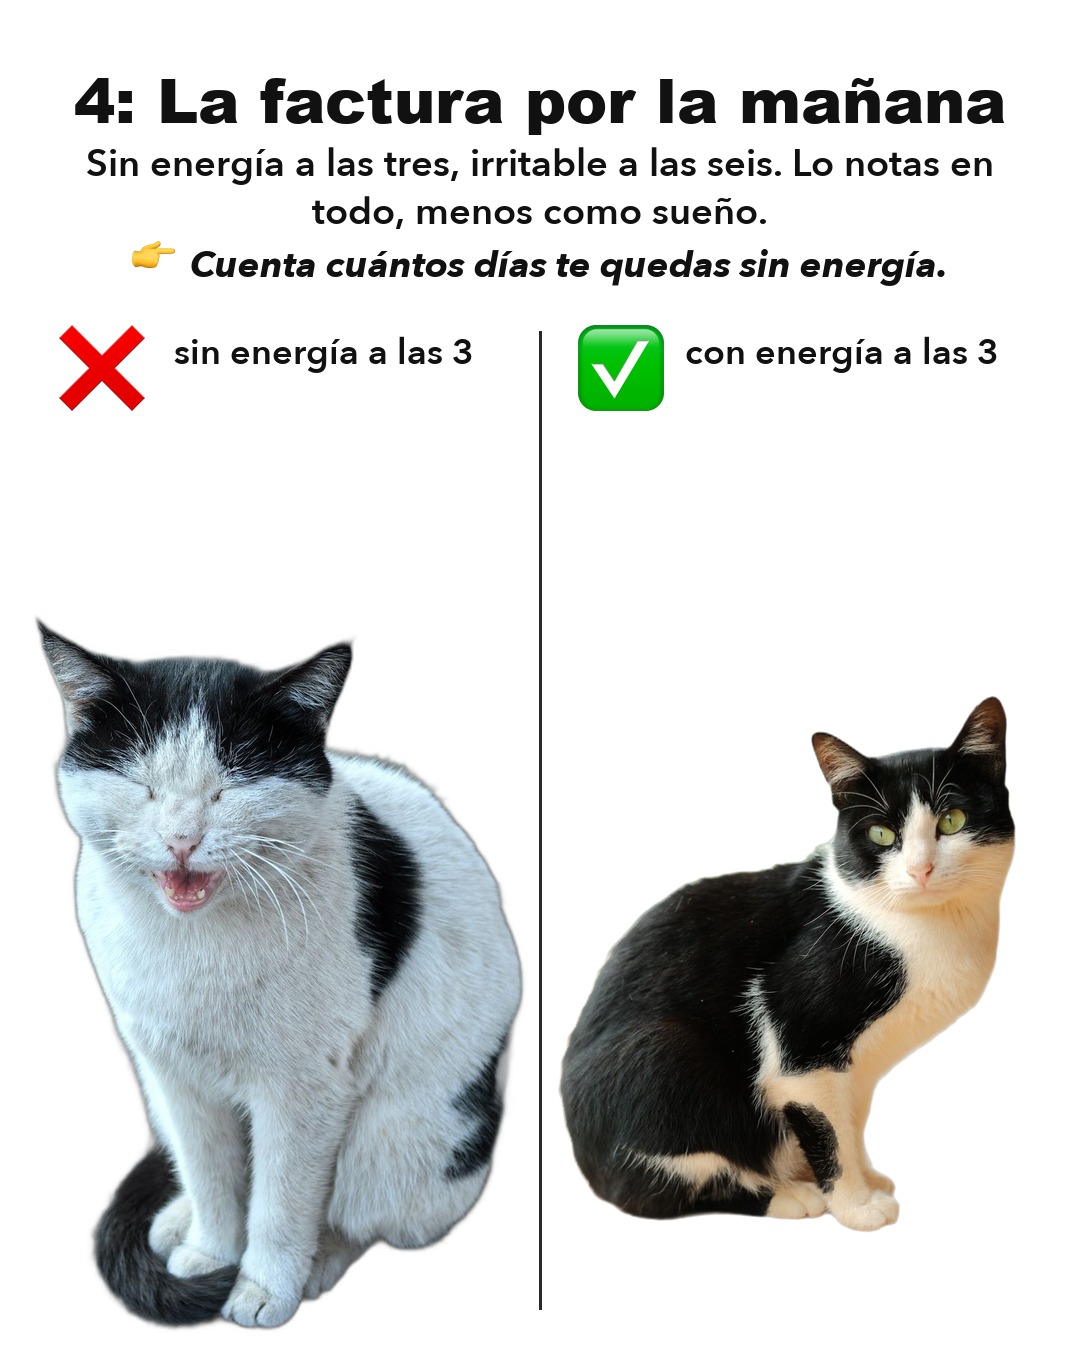 4: La factura por la mañana
Sin energía a las tres, irritable a las seis. Lo notas en
todo, menos como sueño.
👉 Cuenta cuántos días te quedas sin energía.
❌ sin energía a las 3
✅ con energía a las 3